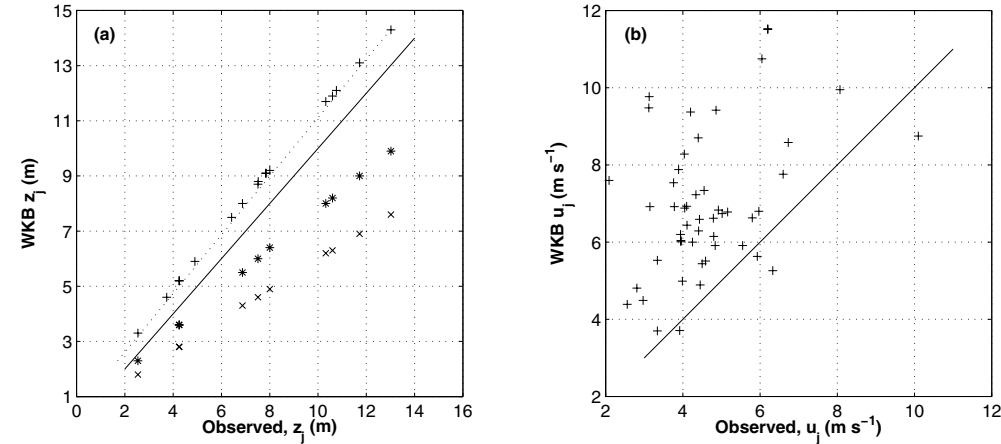 (a)
15
13
11
9
7
5
3
1
WKB z_j (m)
0 2 4 6 8 10 12 14 16
Observed, z_j (m)
(b)
12
10
8
6
4
2
WKB u_j (m s⁻¹)
2 4 6 8 10 12
Observed, u_j (m s⁻¹)